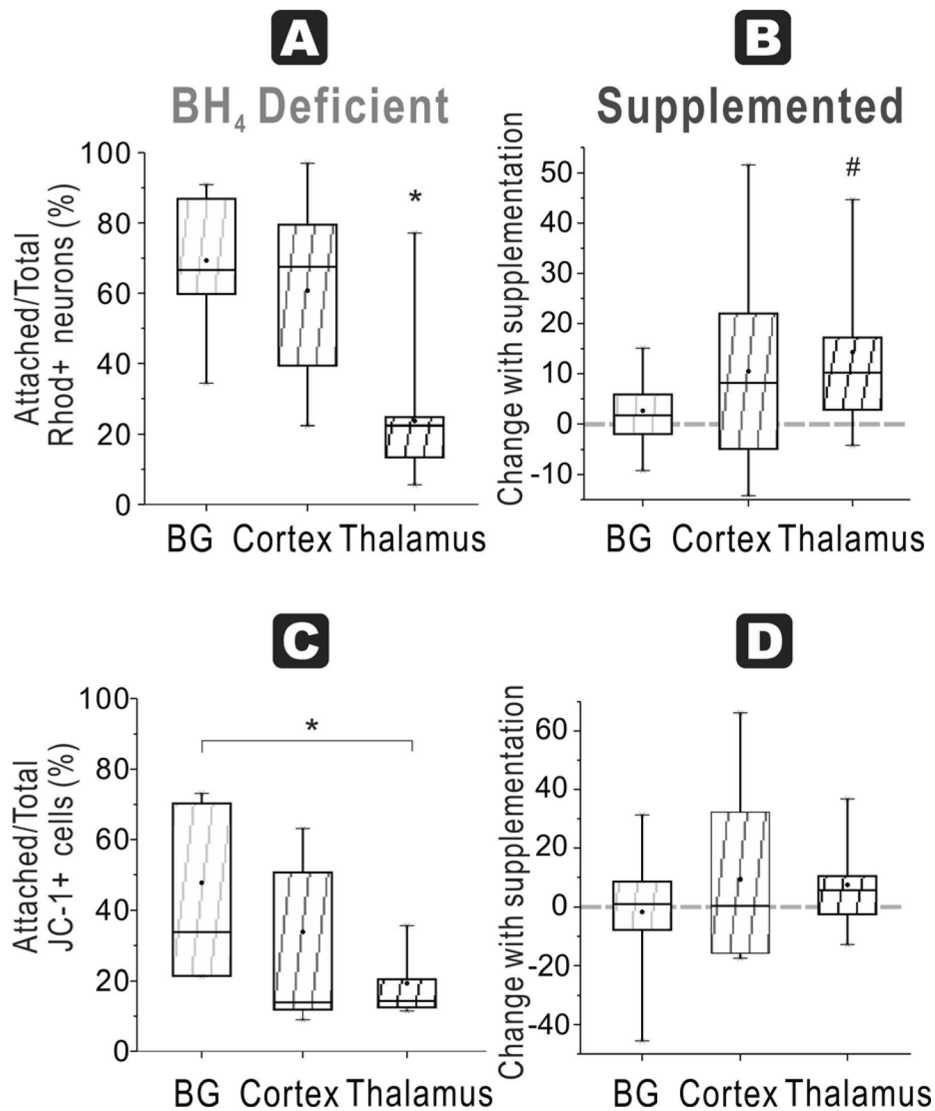 A
B
BH4 Deficient
Supplemented
Attached/Total
Rhod+ neurons (%)
100
80
60
40
20
0
*
BG Cortex Thalamus
Change with supplementation
50
40
30
20
10
0
-10
#
BG Cortex Thalamus
C
D
Attached/Total
JC-1+ cells (%)
100
80
60
40
20
0
*
BG Cortex Thalamus
Change with supplementation
60
40
20
0
-20
-40
BG Cortex Thalamus